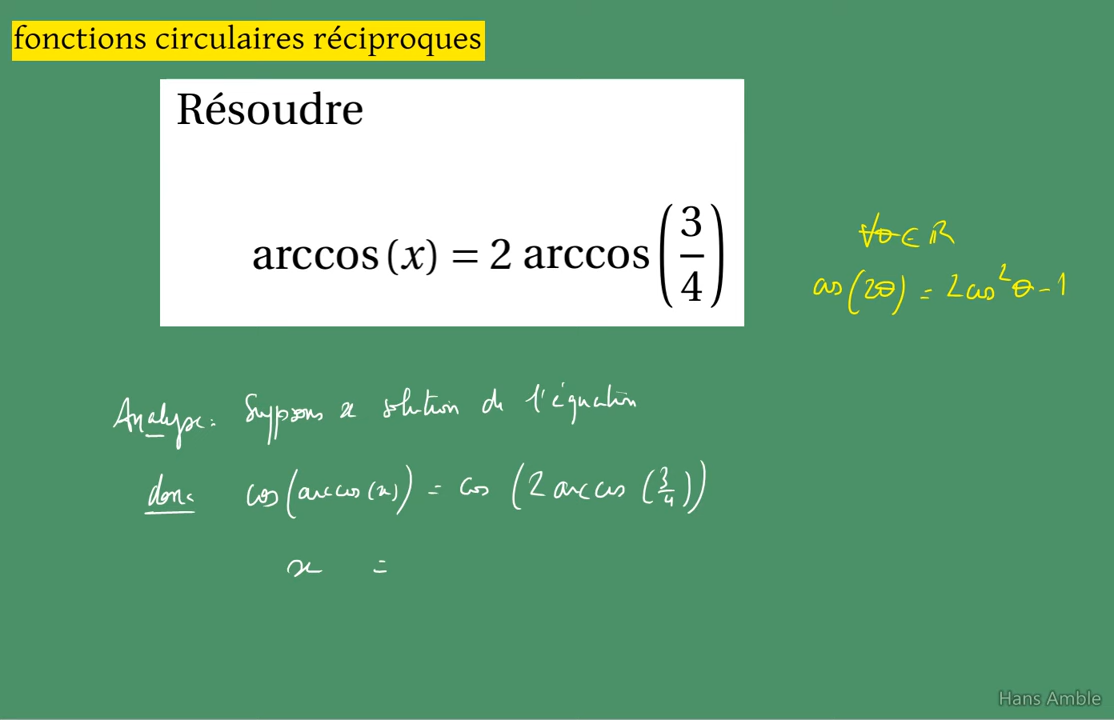 fonctions circulaires réciproques
Résoudre
arccos (x) = 2 arccos (3/4)
∀θ ∈ ℝ
cos(2θ) = 2cos²θ - 1
Analyse : Supposons x solution de l'équation
donc cos(arccos(x)) = cos (2 arccos (3/4))
x =
Hans Amble